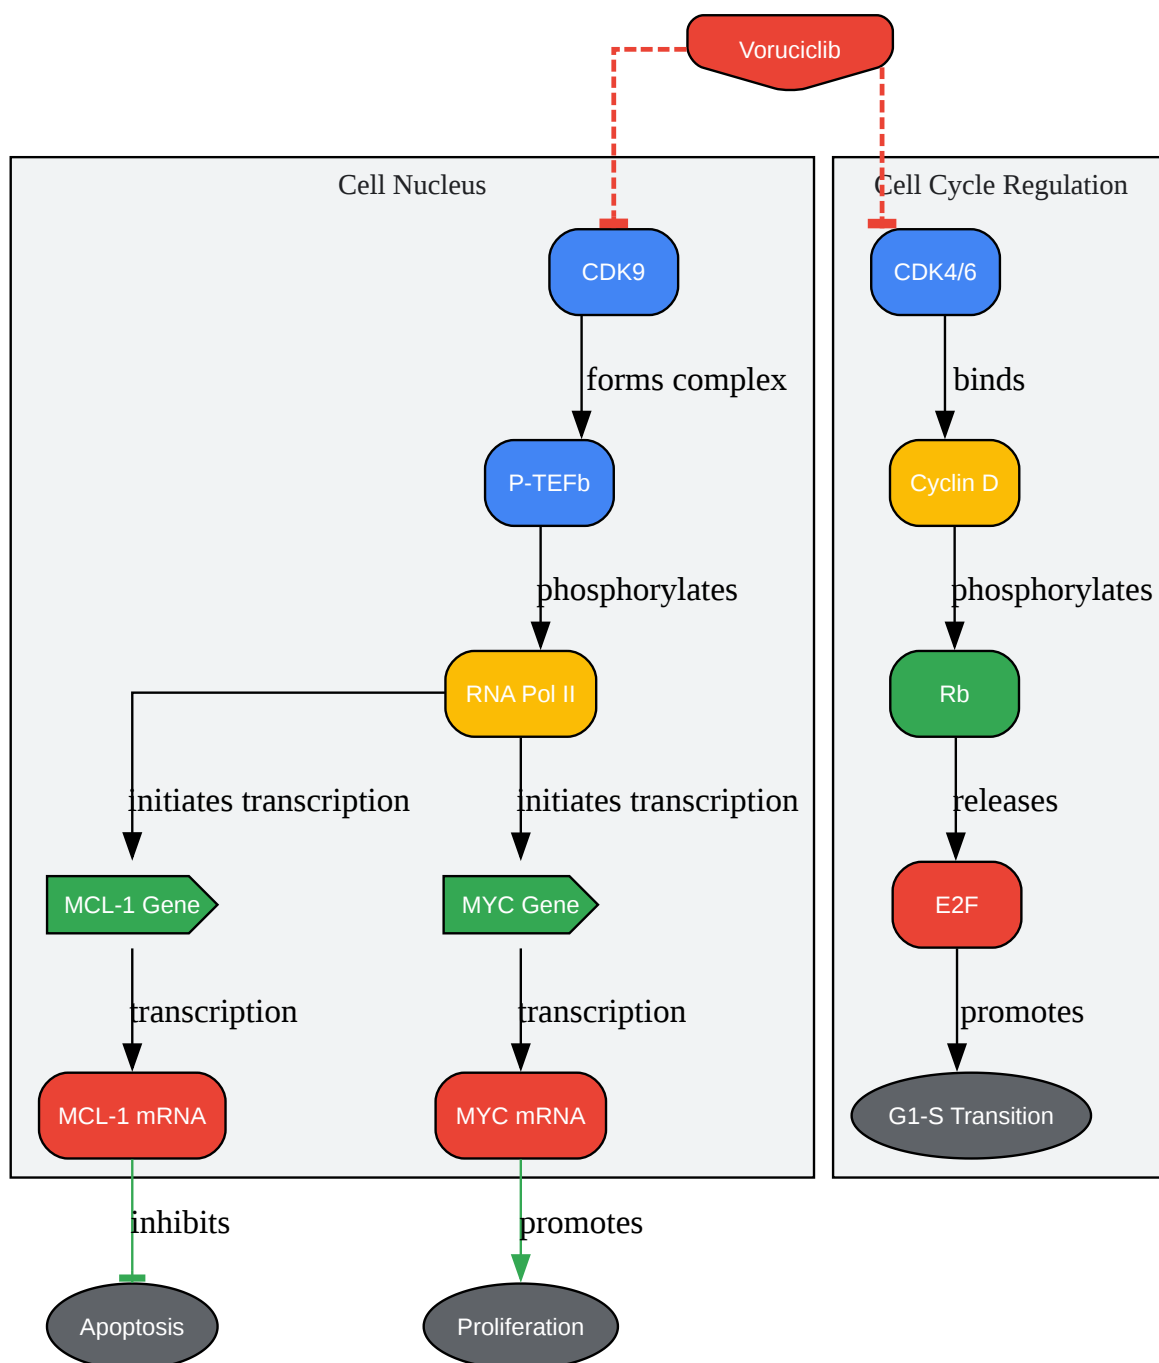 Voruciclib
Cell Nucleus
Cell Cycle Regulation
CDK9
CDK4/6
forms complex
binds
P-TEFb
Cyclin D
phosphorylates
phosphorylates
RNA Pol II
Rb
initiates transcription
initiates transcription
releases
MCL-1 Gene
MYC Gene
E2F
transcription
transcription
promotes
MCL-1 mRNA
MYC mRNA
G1-S Transition
inhibits
promotes
Apoptosis
Proliferation